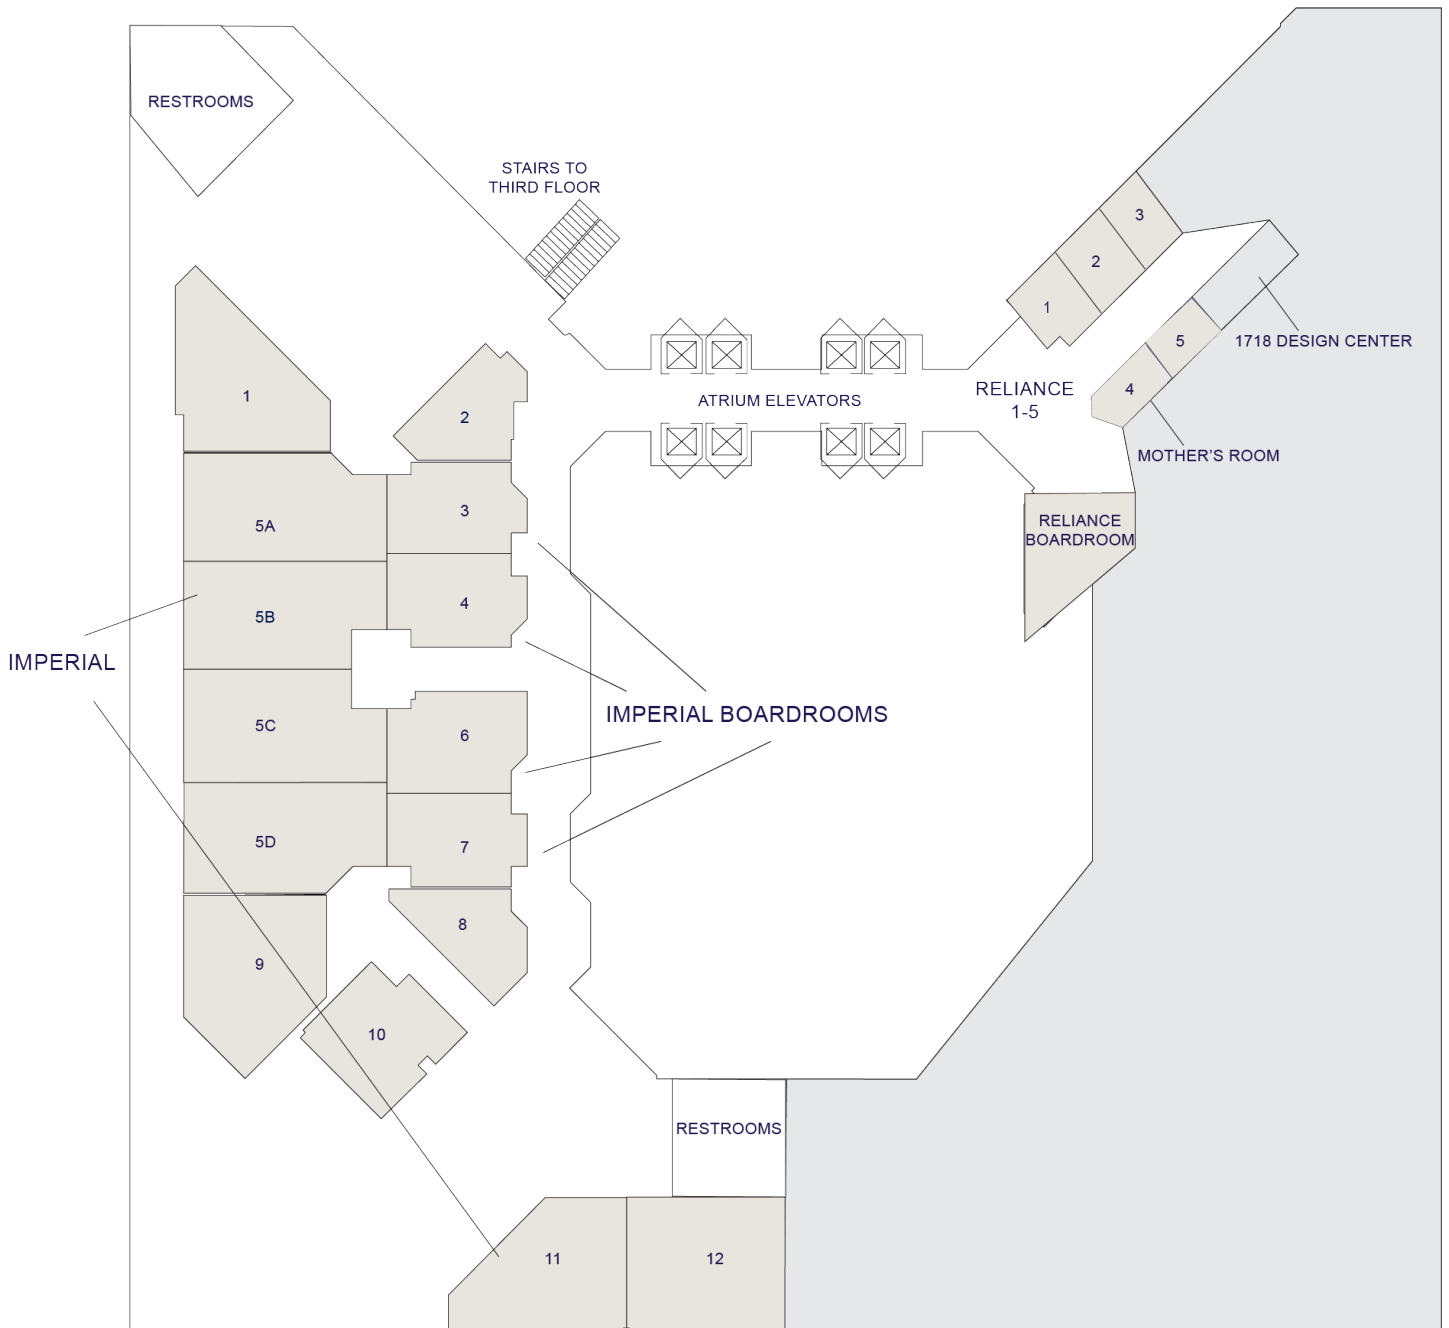 RESTROOMS
STAIRS TO
THIRD FLOOR
3
2
1
1718 DESIGN CENTER
5
4
MOTHER'S ROOM
RELIANCE
1-5
ATRIUM ELEVATORS
1
2
3
5A
4
5B
IMPERIAL
RELIANCE
BOARDROOM
IMPERIAL BOARDROOMS
5C
6
5D
7
8
9
10
RESTROOMS
11
12